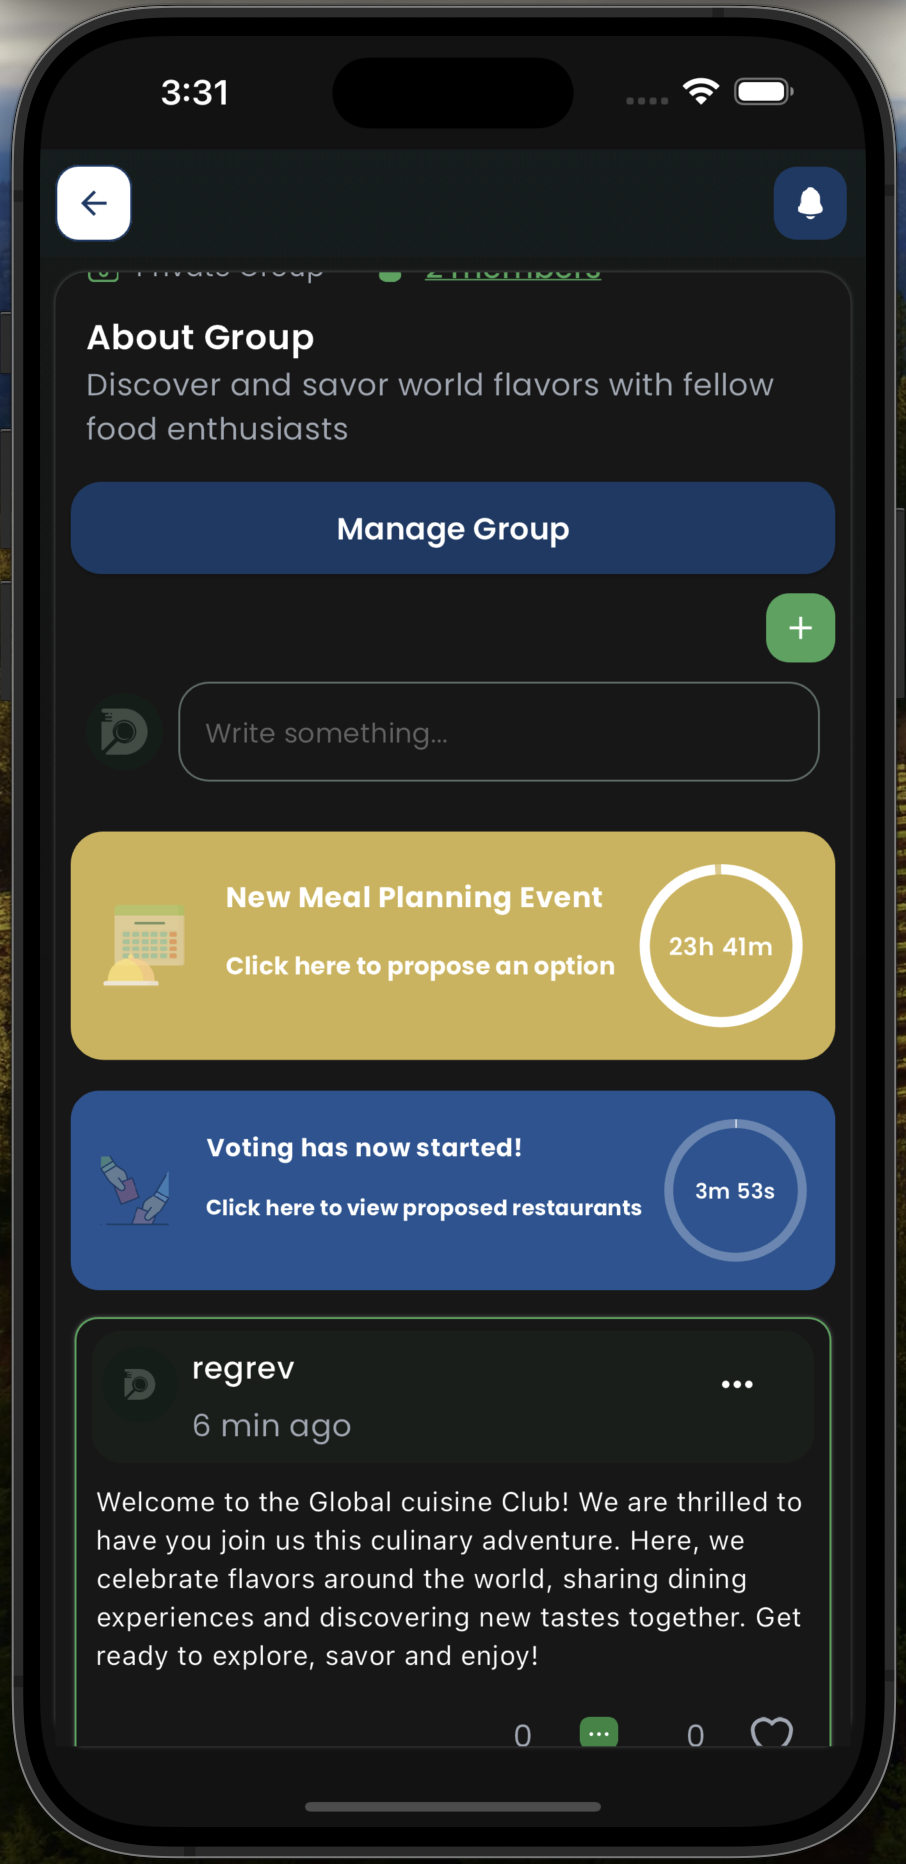 3:31
Private Group 2 members
About Group
Discover and savor world flavors with fellow
food enthusiasts
Manage Group
Write something...
New Meal Planning Event
Click here to propose an option
23h 41m
Voting has now started!
Click here to view proposed restaurants
3m 53s
regrev
6 min ago
Welcome to the Global cuisine Club! We are thrilled to
have you join us this culinary adventure. Here, we
celebrate flavors around the world, sharing dining
experiences and discovering new tastes together. Get
ready to explore, savor and enjoy!
0 0